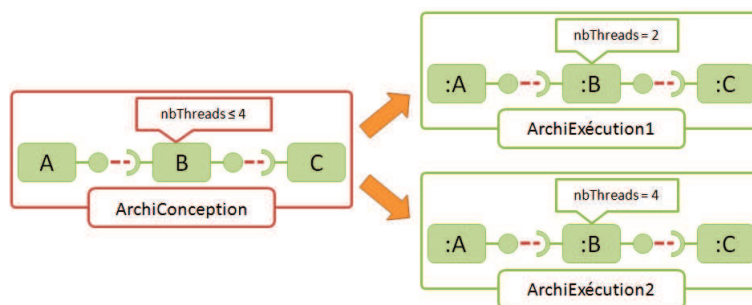 nbThreads ≤ 4
A
B
C
ArchiConception
nbThreads = 2
:A
:B
:C
ArchiExécution1
nbThreads = 4
:A
:B
:C
ArchiExécution2